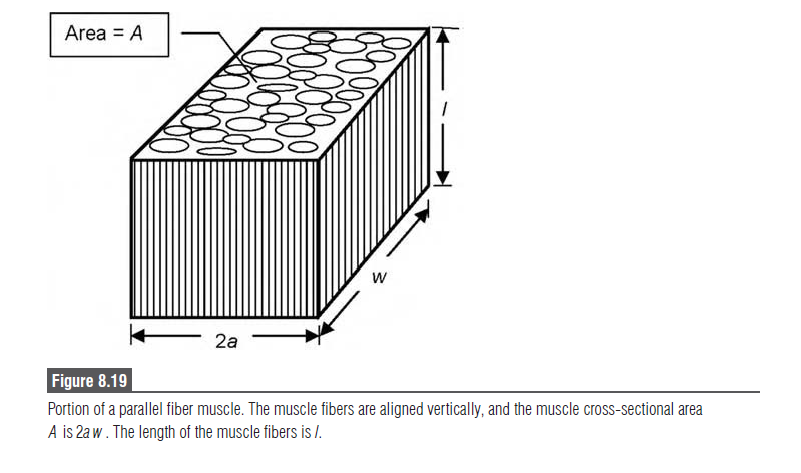 Area = A
l
w
2a
Figure 8.19
Portion of a parallel fiber muscle. The muscle fibers are aligned vertically, and the muscle cross-sectional area
A is 2a w . The length of the muscle fibers is l.